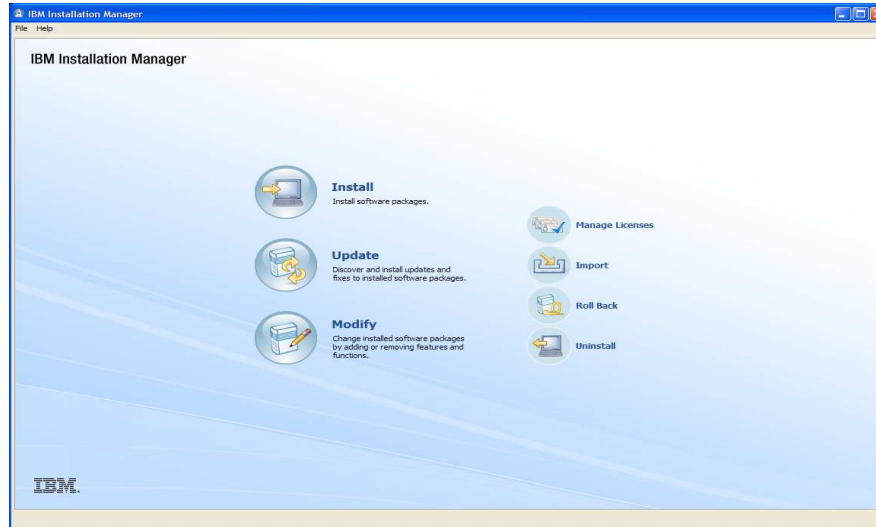 IBM Installation Manager
File Help
IBM Installation Manager
Install
Install software packages.
Update
Discover and install updates and
fixes to installed software packages.
Modify
Change installed software packages
by adding or removing features and
functions.
Manage Licenses
Import
Roll Back
Uninstall
IBM.